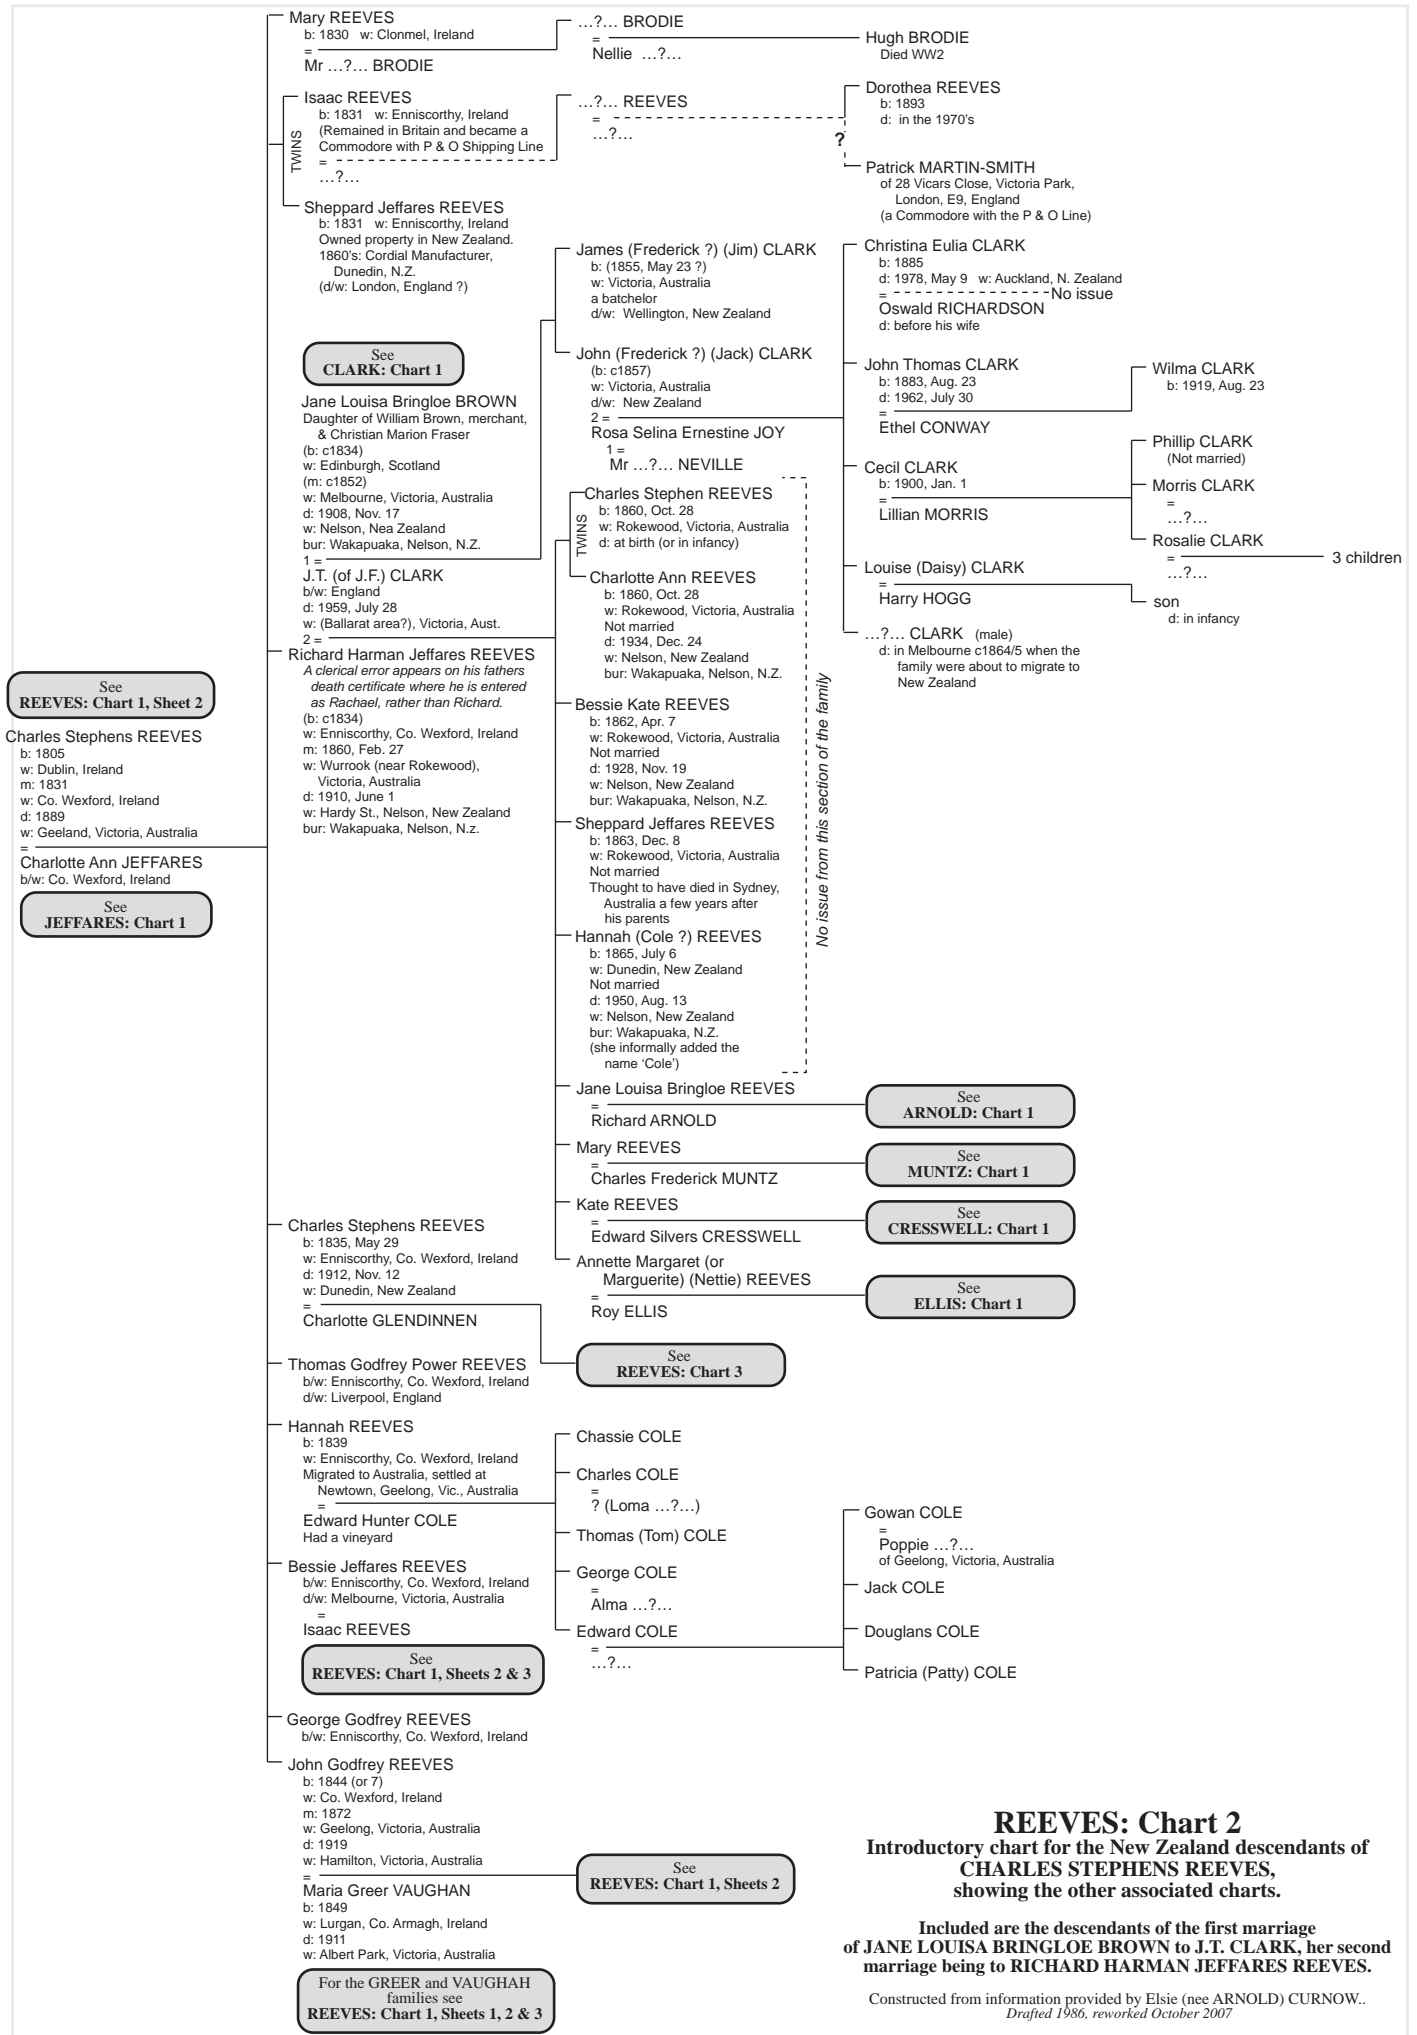 Mary REEVES
b: 1830   w: Clonmel, Ireland
=
Mr …?… BRODIE
…?… BRODIE
=
Nellie …?…
Hugh BRODIE
Died WW2
TWINS
Isaac REEVES
b: 1831   w: Enniscorthy, Ireland
(Remained in Britain and became a
Commodore with P & O Shipping Line
=
…?…
…?… REEVES
=
…?…
Dorothea REEVES
b: 1893
d:  in the 1970's
?
Patrick MARTIN-SMITH
of 28 Vicars Close, Victoria Park,
London, E9, England
(a Commodore with the P & O Line)
Sheppard Jeffares REEVES
b: 1831   w: Enniscorthy, Ireland
Owned property in New Zealand.
1860's: Cordial Manufacturer,
Dunedin, N.Z.
(d/w: London, England ?)
See
CLARK: Chart 1
Jane Louisa Bringloe BROWN
Daughter of William Brown, merchant,
& Christian Marion Fraser
(b: c1834)
w: Edinburgh, Scotland
(m: c1852)
w: Melbourne, Victoria, Australia
d: 1908, Nov. 17
w: Nelson, Nea Zealand
bur: Wakapuaka, Nelson, N.Z.
1 =
J.T. (of J.F.) CLARK
b/w: England
d: 1959, July 28
w: (Ballarat area?), Victoria, Aust.
2 =
Richard Harman Jeffares REEVES
A clerical error appears on his fathers
death certificate where he is entered
as Rachael, rather than Richard.
(b: c1834)
w: Enniscorthy, Co. Wexford, Ireland
m: 1860, Feb. 27
w: Wurrook (near Rokewood),
Victoria, Australia
d: 1910, June 1
w: Hardy St., Nelson, New Zealand
bur: Wakapuaka, Nelson, N.z.
James (Frederick ?) (Jim) CLARK
b: (1855, May 23 ?)
w: Victoria, Australia
a batchelor
d/w:  Wellington, New Zealand
John (Frederick ?) (Jack) CLARK
(b: c1857)
w: Victoria, Australia
d/w:  New Zealand
2 =
Rosa Selina Ernestine JOY
1 =
Mr …?… NEVILLE
Christina Eulia CLARK
b: 1885
d: 1978, May 9   w: Auckland, N. Zealand
= No issue
Oswald RICHARDSON
d: before his wife
John Thomas CLARK
b: 1883, Aug. 23
d: 1962, July 30
=
Ethel CONWAY
Wilma CLARK
b: 1919, Aug. 23
Cecil CLARK
b: 1900, Jan. 1
=
Lillian MORRIS
Phillip CLARK
(Not married)
Morris CLARK
=
…?…
Rosalie CLARK
= 3 children
…?…
Louise (Daisy) CLARK
=
Harry HOGG
son
d: in infancy
…?… CLARK (male)
d: in Melbourne c1864/5 when the
family were about to migrate to
New Zealand
TWINS
Charles Stephen REEVES
b: 1860, Oct. 28
w: Rokewood, Victoria, Australia
d: at birth (or in infancy)
Charlotte Ann REEVES
b: 1860, Oct. 28
w: Rokewood, Victoria, Australia
Not married
d: 1934, Dec. 24
w: Nelson, New Zealand
bur: Wakapuaka, Nelson, N.Z.
Bessie Kate REEVES
b: 1862, Apr. 7
w: Rokewood, Victoria, Australia
Not married
d: 1928, Nov. 19
w: Nelson, New Zealand
bur: Wakapuaka, Nelson, N.Z.
Sheppard Jeffares REEVES
b: 1863, Dec. 8
w: Rokewood, Victoria, Australia
Not married
Thought to have died in Sydney,
Australia a few years after
his parents
Hannah (Cole ?) REEVES
b: 1865, July 6
w: Dunedin, New Zealand
Not married
d: 1950, Aug. 13
w: Nelson, New Zealand
bur: Wakapuaka, N.Z.
(she informally added the
name ‘Cole’)
No issue from this section of the family
See
REEVES: Chart 1, Sheet 2
Charles Stephens REEVES
b: 1805
w: Dublin, Ireland
m: 1831
w: Co. Wexford, Ireland
d: 1889
w: Geeland, Victoria, Australia
=
Charlotte Ann JEFFARES
b/w: Co. Wexford, Ireland
See
JEFFARES: Chart 1
Jane Louisa Bringloe REEVES
=
Richard ARNOLD
See
ARNOLD: Chart 1
Mary REEVES
=
Charles Frederick MUNTZ
See
MUNTZ: Chart 1
Kate REEVES
=
Edward Silvers CRESSWELL
See
CRESSWELL: Chart 1
Annette Margaret (or
Marguerite) (Nettie) REEVES
=
Roy ELLIS
See
ELLIS: Chart 1
Charles Stephens REEVES
b: 1835, May 29
w: Enniscorthy, Co. Wexford, Ireland
d: 1912, Nov. 12
w: Dunedin, New Zealand
=
Charlotte GLENDINNEN
See
REEVES: Chart 3
Thomas Godfrey Power REEVES
b/w: Enniscorthy, Co. Wexford, Ireland
d/w: Liverpool, England
Hannah REEVES
b: 1839
w: Enniscorthy, Co. Wexford, Ireland
Migrated to Australia, settled at
Newtown, Geelong, Vic., Australia
=
Edward Hunter COLE
Had a vineyard
Chassie COLE
Charles COLE
=
? (Loma …?…)
Thomas (Tom) COLE
George COLE
=
Alma …?…
Edward COLE
=
…?…
Gowan COLE
=
Poppie …?…
of Geelong, Victoria, Australia
Jack COLE
Douglans COLE
Patricia (Patty) COLE
Bessie Jeffares REEVES
b/w: Enniscorthy, Co. Wexford, Ireland
d/w: Melbourne, Victoria, Australia
=
Isaac REEVES
See
REEVES: Chart 1, Sheets 2 & 3
George Godfrey REEVES
b/w: Enniscorthy, Co. Wexford, Ireland
John Godfrey REEVES
b: 1844 (or 7)
w: Co. Wexford, Ireland
m: 1872
w: Geelong, Victoria, Australia
d: 1919
w: Hamilton, Victoria, Australia
=
Maria Greer VAUGHAN
b: 1849
w: Lurgan, Co. Armagh, Ireland
d: 1911
w: Albert Park, Victoria, Australia
See
REEVES: Chart 1, Sheets 2
For the GREER and VAUGHAH
families see
REEVES: Chart 1, Sheets 1, 2 & 3
REEVES: Chart 2
Introductory chart for the New Zealand descendants of
CHARLES STEPHENS REEVES,
showing the other associated charts.
Included are the descendants of the first marriage
of JANE LOUISA BRINGLOE BROWN to J.T. CLARK, her second
marriage being to RICHARD HARMAN JEFFARES REEVES.
Constructed from information provided by Elsie (nee ARNOLD) CURNOW..
Drafted 1986, reworked October 2007